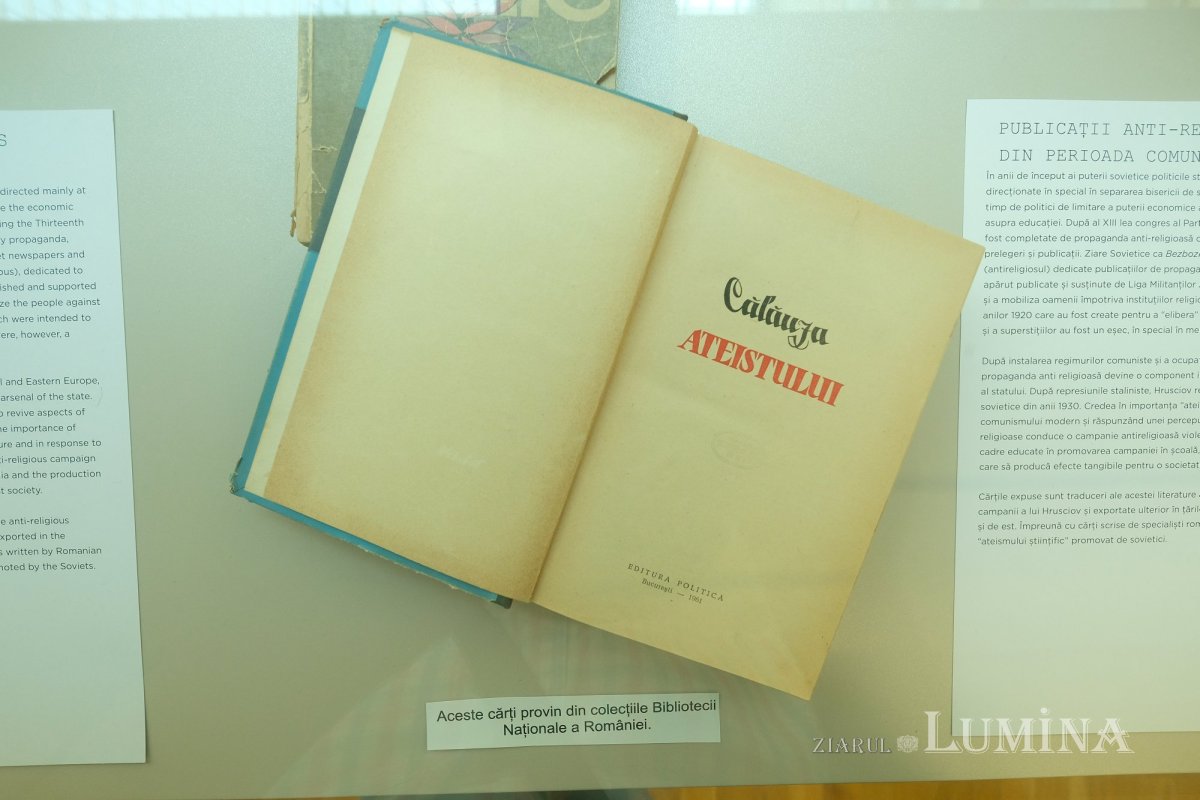 S
directed mainly at
e the economic
ing the Thirteenth
y propaganda,
et newspapers and
ous), dedicated to
ished and supported
ze the people against
ch were intended to
ere, however, a
l and Eastern Europe,
arsenal of the state.
o revive aspects of
ne importance of
ure and in response to
ti-religious campaign
ia and the production
t society.
e anti-religious
exported in the
s written by Romanian
noted by the Soviets.
Călăuza
ATEISTULUI
EDITURA POLITICĂ
București — 1961
Aceste cărți provin din colecțiile Bibliotecii
Naționale a României.
PUBLICAȚII ANTI-RE
DIN PERIOADA COMUN
În anii de început ai puterii sovietice politicile st
direcționate în special în separarea bisericii de s
timp de politici de limitare a puterii economice a
asupra educației. După al XIII lea congres al Part
fost completate de propaganda anti-religioasă c
prelegeri și publicații. Ziare Sovietice ca Bezboz
(antireligiosul) dedicate publicațiilor de propaga
apărut publicate și susținute de Liga Militanților
și a mobiliza oamenii împotriva instituțiilor religio
anilor 1920 care au fost create pentru a "elibera"
și a superstițiilor au fost un eșec, în special în me
După instalarea regimurilor comuniste și a ocupaț
propaganda anti religioasă devine o component i
al statului. După represiunile staliniste, Hrusciov re
sovietice din anii 1930. Credea în importanța "atei
comunismului modern și răspunzând unei percepu
religioase conduce o campanie antireligioasă viole
cadre educate în promovarea campaniei în școală,
care să producă efecte tangibile pentru o societat
Cărțile expuse sunt traduceri ale acestei literature
campanii a lui Hrusciov și exportate ulterior în țăril
și de est. Împreună cu cărți scrise de specialiști rom
"ateismului științific" promovat de sovietici.
ZIARUL LUMINA